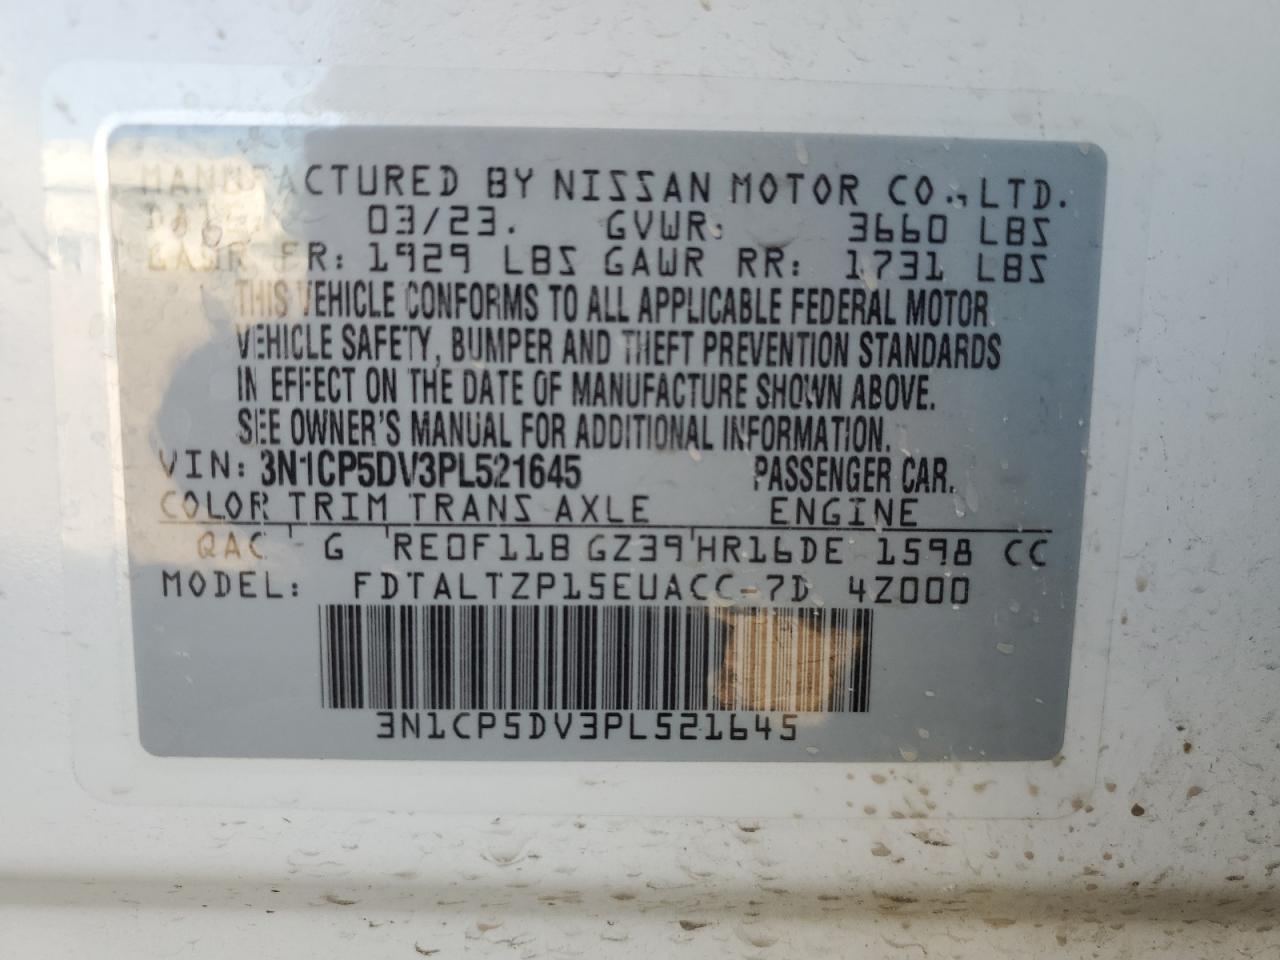 MANUFACTURED BY NISSAN MOTOR CO.,LTD.
03/23. GVWR: 3660 LBS
GAWR FR: 1929 LBS GAWR RR: 1731 LBS
THIS VEHICLE CONFORMS TO ALL APPLICABLE FEDERAL MOTOR
VEHICLE SAFETY, BUMPER AND THEFT PREVENTION STANDARDS
IN EFFECT ON THE DATE OF MANUFACTURE SHOWN ABOVE.
SEE OWNER'S MANUAL FOR ADDITIONAL INFORMATION.
VIN: 3N1CP5DV3PL521645 PASSENGER CAR.
COLOR TRIM TRANS AXLE ENGINE
QAC G RE0F11B GZ39 HR16DE 1598 CC
MODEL: FDTALTZP15EUACC-7D 4Z000
3N1CP5DV3PL521645